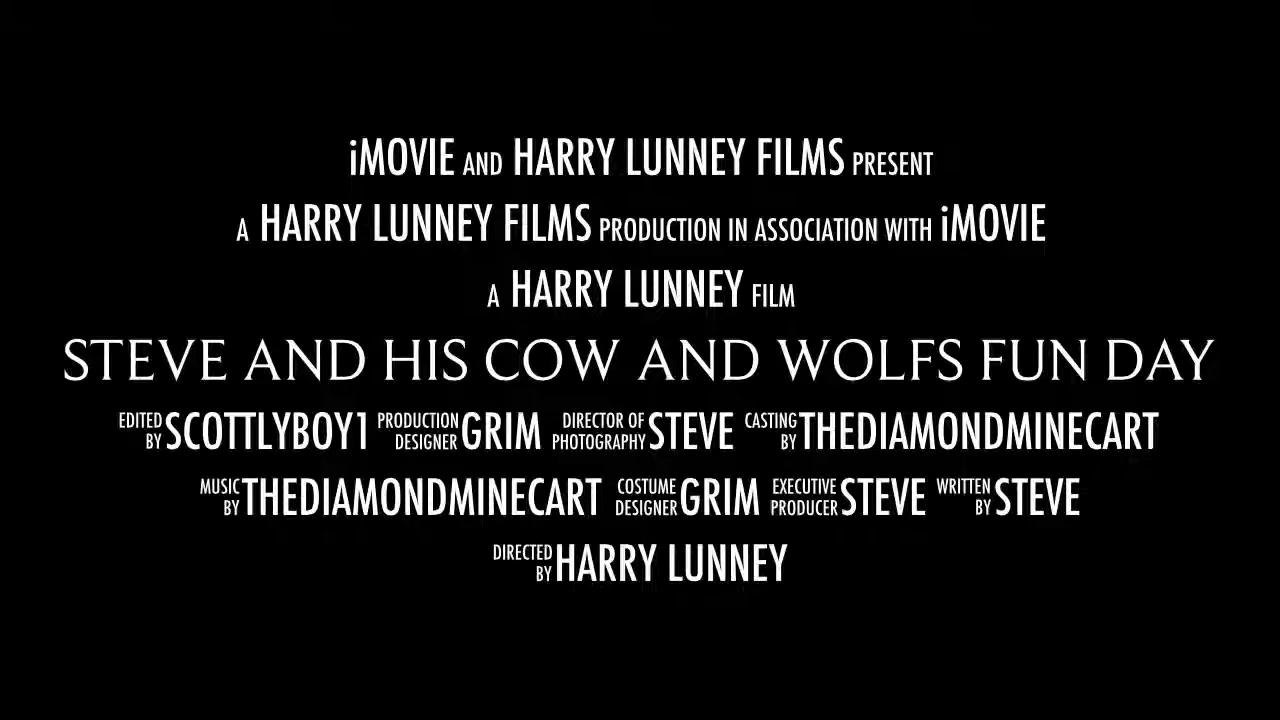 iMOVIE AND HARRY LUNNEY FILMS PRESENT
A HARRY LUNNEY FILMS PRODUCTION IN ASSOCIATION WITH iMOVIE
A HARRY LUNNEY FILM
STEVE AND HIS COW AND WOLFS FUN DAY
EDITED BY SCOTTLYBOY1 PRODUCTION DESIGNER GRIM DIRECTOR OF PHOTOGRAPHY STEVE CASTING BY THEDIAMONDMINECART
MUSIC BY THEDIAMONDMINECART COSTUME DESIGNER GRIM EXECUTIVE PRODUCER STEVE WRITTEN BY STEVE
DIRECTED BY HARRY LUNNEY